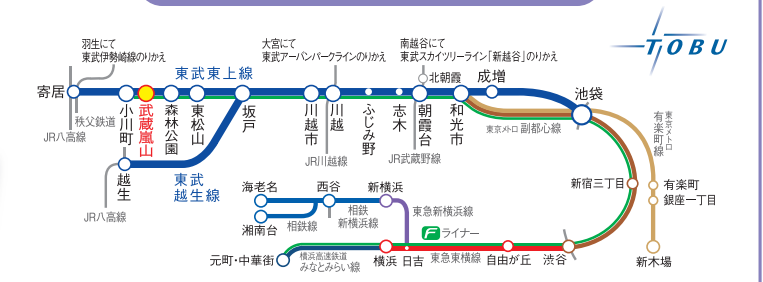 羽生にて
東武伊勢崎線のりかえ
大宮にて
東武アーバンパークラインのりかえ
南越谷にて
東武スカイツリーライン「新越谷」のりかえ
TOBU
東武東上線
北朝霞
成増
池袋
寄居
小川町
武蔵嵐山
森林公園
東松山
坂戸
川越市
川越
ふじみ野
志木
朝霞台
和光市
秩父鉄道
JR八高線
JR川越線
JR武蔵野線
東京メトロ 副都心線
東京メトロ
有楽町線
越生
東武
越生線
JR八高線
新宿三丁目
有楽町
銀座一丁目
新木場
海老名
西谷
新横浜
湘南台
相鉄線
相鉄
新横浜線
東急新横浜線
F ライナー
元町・中華街
横浜高速鉄道
みなとみらい線
横浜
日吉
東急東横線
自由が丘
渋谷